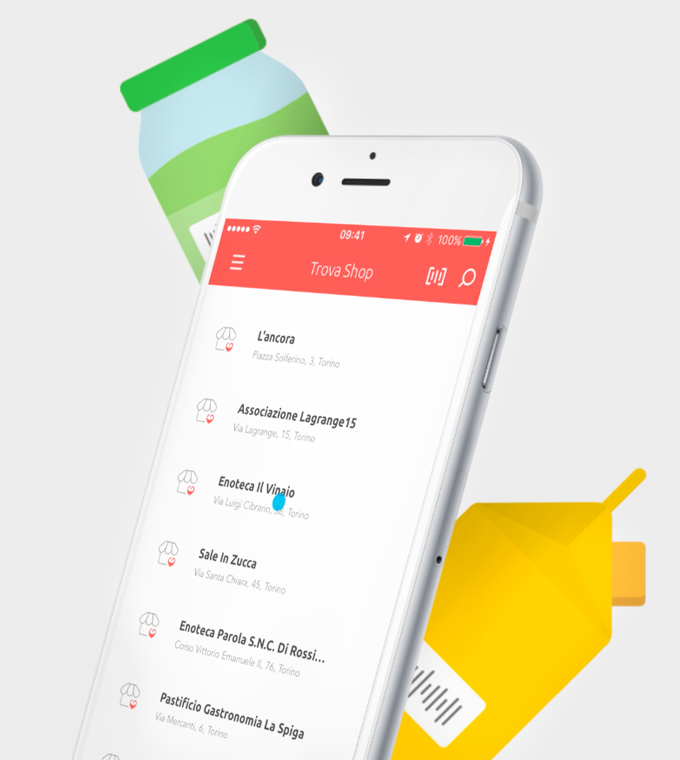 09:41
100%
Trova Shop
L'ancora
Piazza Solferino, 3, Torino
Associazione Lagrange15
Via Lagrange, 15, Torino
Enoteca Il Vinaio
Via Luigi Cibrario, Torino
Sale In Zucca
Via Santa Chiara, 45, Torino
Enoteca Parola S.N.C. Di Rossi...
Corso Vittorio Emanuele II, 76, Torino
Pastificio Gastronomia La Spiga
Via Mercanti, 6, Torino